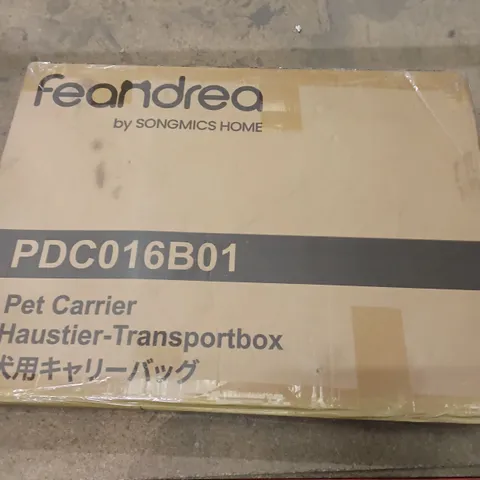 feandrea
by SONGMICS HOME
PDC016B01
Pet Carrier
Haustier-Transportbox
犬用キャリーバッグ